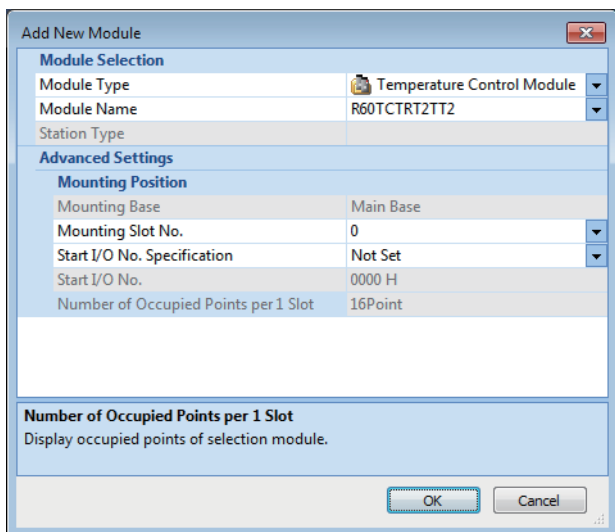 Add New Module
Module Selection
Module Type Temperature Control Module
Module Name R60TCTRT2TT2
Station Type
Advanced Settings
Mounting Position
Mounting Base Main Base
Mounting Slot No. 0
Start I/O No. Specification Not Set
Start I/O No. 0000 H
Number of Occupied Points per 1 Slot 16Point
Number of Occupied Points per 1 Slot
Display occupied points of selection module.
OK Cancel